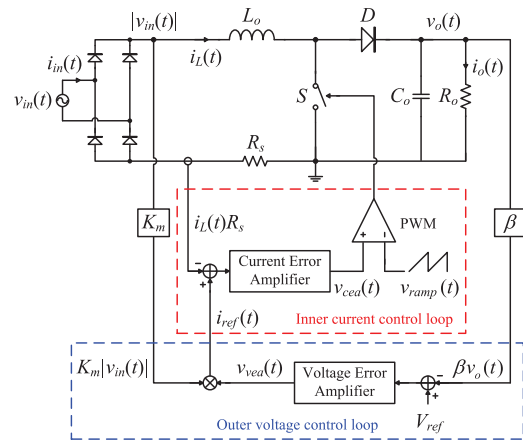 |v_in(t)|
L_o
D
v_o(t)
i_in(t)
i_L(t)
i_o(t)
v_in(t)
S
C_o
R_o
R_s
K_m
i_L(t)R_s
PWM
β
+ −
−
+
Current Error
Amplifier
v_cea(t)
v_ramp(t)
i_ref(t)
Inner current control loop
K_m|v_in(t)|
v_vea(t)
Voltage Error
Amplifier
−
+
βv_o(t)
V_ref
Outer voltage control loop